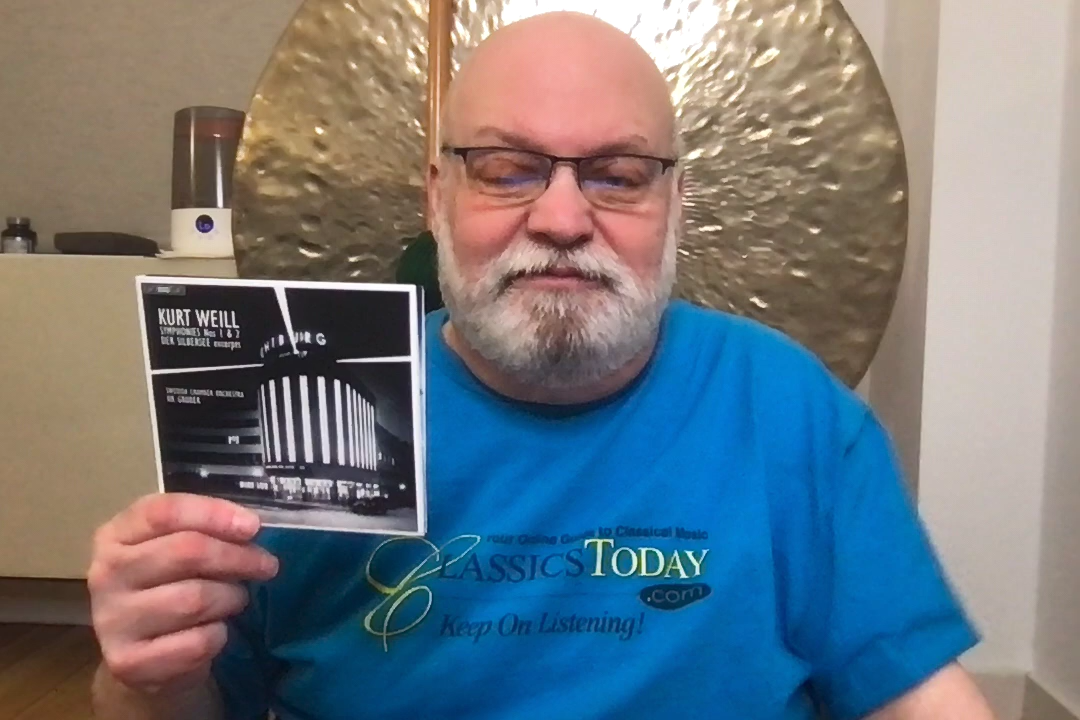 KURT WEILL
SYMPHONIES Nos 1 & 2
DER SILBERSEE excerpts
SWEDISH CHAMBER ORCHESTRA
HK GRUBER
Your Online Guide to Classical Music
CLASSICSTODAY
.com
Keep On Listening!